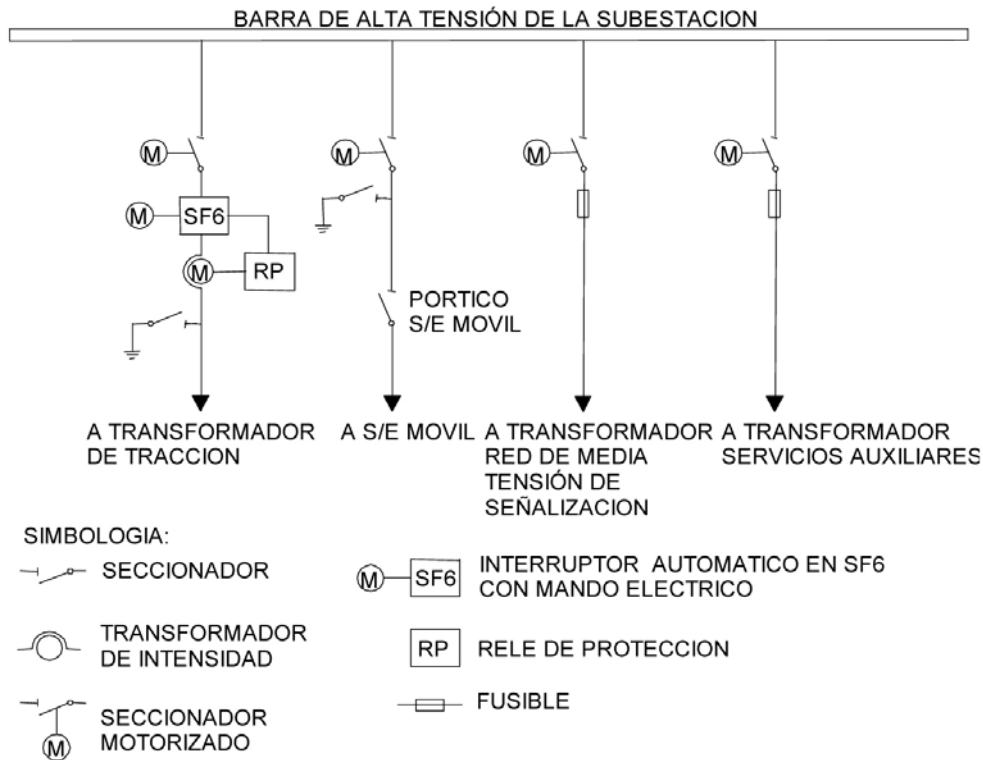 BARRA DE ALTA TENSIÓN DE LA SUBESTACION
M
M
M
M
M
SF6
M
RP
PORTICO
S/E MOVIL
A TRANSFORMADOR
DE TRACCION
A S/E MOVIL
A TRANSFORMADOR
RED DE MEDIA
TENSIÓN DE
SEÑALIZACION
A TRANSFORMADOR
SERVICIOS AUXILIARES
SIMBOLOGIA:
SECCIONADOR
TRANSFORMADOR
DE INTENSIDAD
SECCIONADOR
MOTORIZADO
M
M
SF6
INTERRUPTOR AUTOMATICO EN SF6
CON MANDO ELECTRICO
RP
RELE DE PROTECCION
FUSIBLE